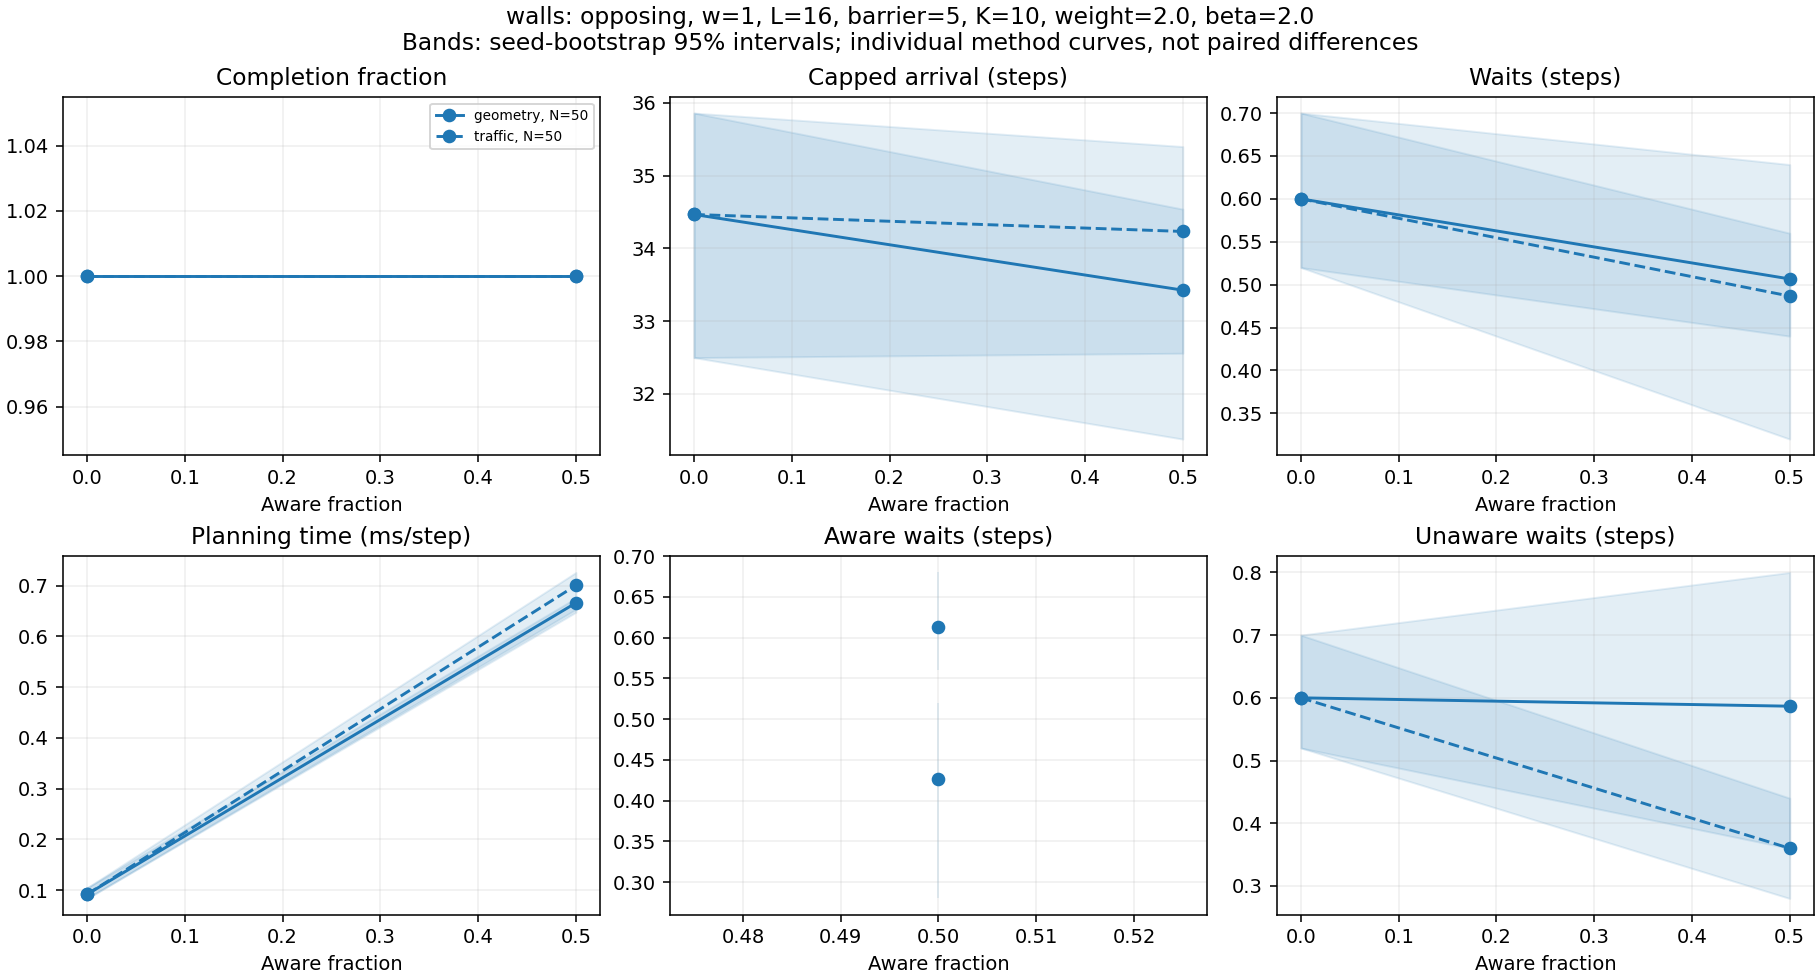 walls: opposing, w=1, L=16, barrier=5, K=10, weight=2.0, beta=2.0
Bands: seed-bootstrap 95% intervals; individual method curves, not paired differences
Completion fraction
geometry, N=50
traffic, N=50
1.04
1.02
1.00
0.98
0.96
0.0 0.1 0.2 0.3 0.4 0.5
Aware fraction
Capped arrival (steps)
36
35
34
33
32
0.0 0.1 0.2 0.3 0.4 0.5
Aware fraction
Waits (steps)
0.70
0.65
0.60
0.55
0.50
0.45
0.40
0.35
0.0 0.1 0.2 0.3 0.4 0.5
Aware fraction
Planning time (ms/step)
0.7
0.6
0.5
0.4
0.3
0.2
0.1
0.0 0.1 0.2 0.3 0.4 0.5
Aware fraction
Aware waits (steps)
0.70
0.65
0.60
0.55
0.50
0.45
0.40
0.35
0.30
0.48 0.49 0.50 0.51 0.52
Aware fraction
Unaware waits (steps)
0.8
0.7
0.6
0.5
0.4
0.3
0.0 0.1 0.2 0.3 0.4 0.5
Aware fraction